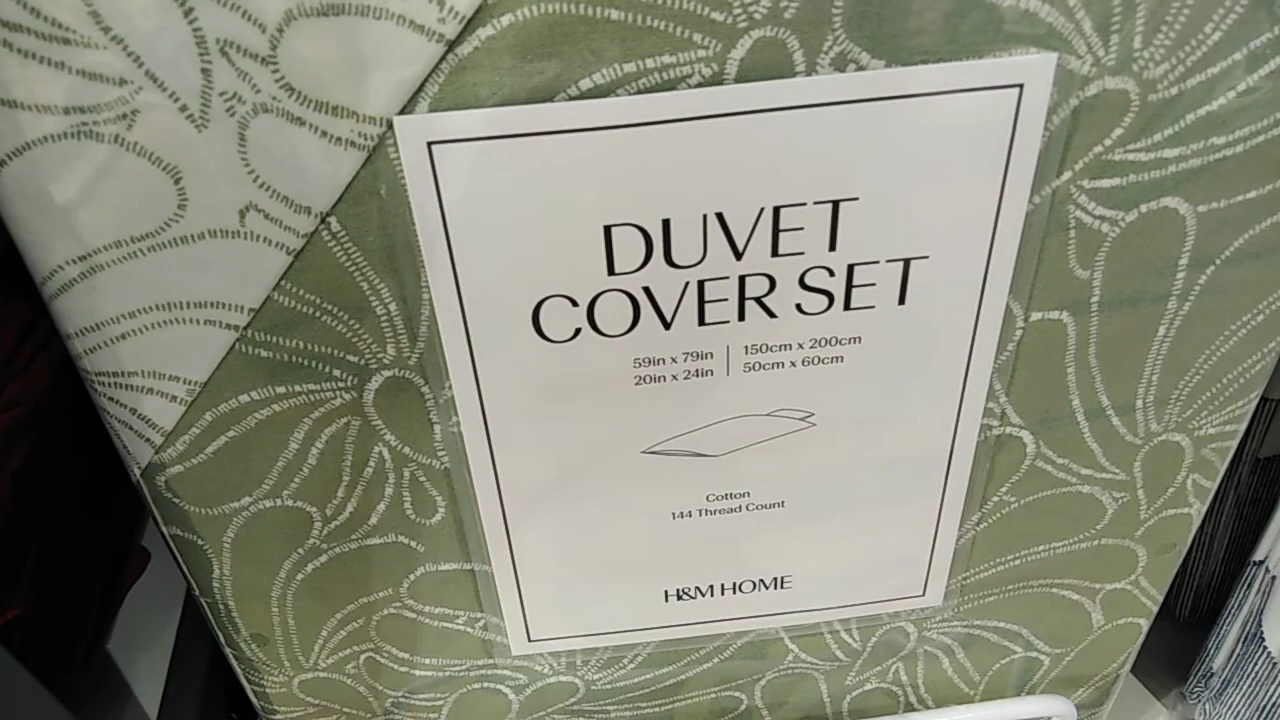 DUVET
COVER SET
59in x 79in | 150cm x 200cm
20in x 24in | 50cm x 60cm
Cotton
144 Thread Count
H&M HOME